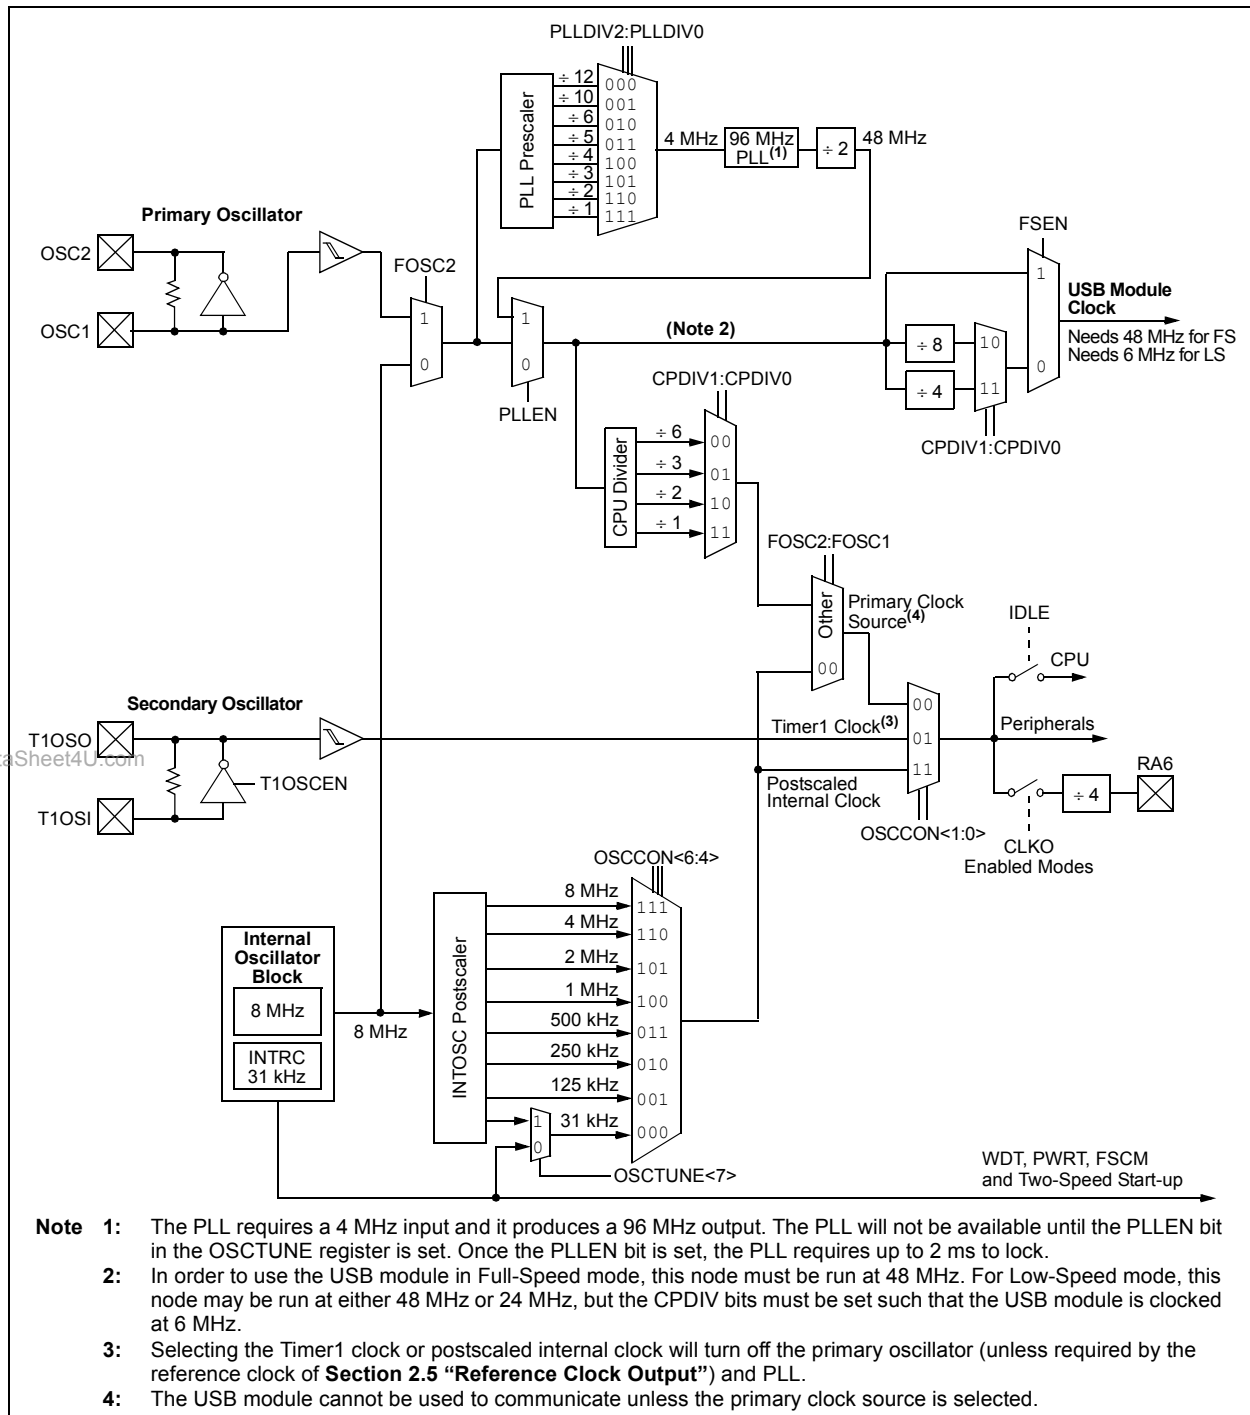 PLLDIV2:PLLDIV0
PLL Prescaler
÷ 12
÷ 10
÷ 6
÷ 5
÷ 4
÷ 3
÷ 2
÷ 1
000
001
010
011
100
101
110
111
4 MHz
96 MHz
PLL(1)
÷ 2
48 MHz
Primary Oscillator
OSC2
OSC1
FOSC2
1
0
1
0
PLLEN
(Note 2)
FSEN
1
0
USB Module
Clock
Needs 48 MHz for FS
Needs 6 MHz for LS
÷ 8
÷ 4
10
11
CPDIV1:CPDIV0
CPDIV1:CPDIV0
CPU Divider
÷ 6
÷ 3
÷ 2
÷ 1
00
01
10
11
FOSC2:FOSC1
Other
00
Primary Clock
Source(4)
IDLE
CPU
Secondary Oscillator
T1OSO
T1OSI
T1OSCEN
taSheet4U.com
Timer1 Clock(3)
Postscaled
Internal Clock
00
01
11
OSCCON<1:0>
Peripherals
RA6
÷ 4
CLKO
Enabled Modes
OSCCON<6:4>
Internal
Oscillator
Block
8 MHz
INTRC
31 kHz
8 MHz
INTOSC Postscaler
8 MHz
4 MHz
2 MHz
1 MHz
500 kHz
250 kHz
125 kHz
31 kHz
111
110
101
100
011
010
001
000
1
0
OSCTUNE<7>
WDT, PWRT, FSCM
and Two-Speed Start-up
Note 1: The PLL requires a 4 MHz input and it produces a 96 MHz output. The PLL will not be available until the PLLEN bit
in the OSCTUNE register is set. Once the PLLEN bit is set, the PLL requires up to 2 ms to lock.
2: In order to use the USB module in Full-Speed mode, this node must be run at 48 MHz. For Low-Speed mode, this
node may be run at either 48 MHz or 24 MHz, but the CPDIV bits must be set such that the USB module is clocked
at 6 MHz.
3: Selecting the Timer1 clock or postscaled internal clock will turn off the primary oscillator (unless required by the
reference clock of Section 2.5 “Reference Clock Output”) and PLL.
4: The USB module cannot be used to communicate unless the primary clock source is selected.